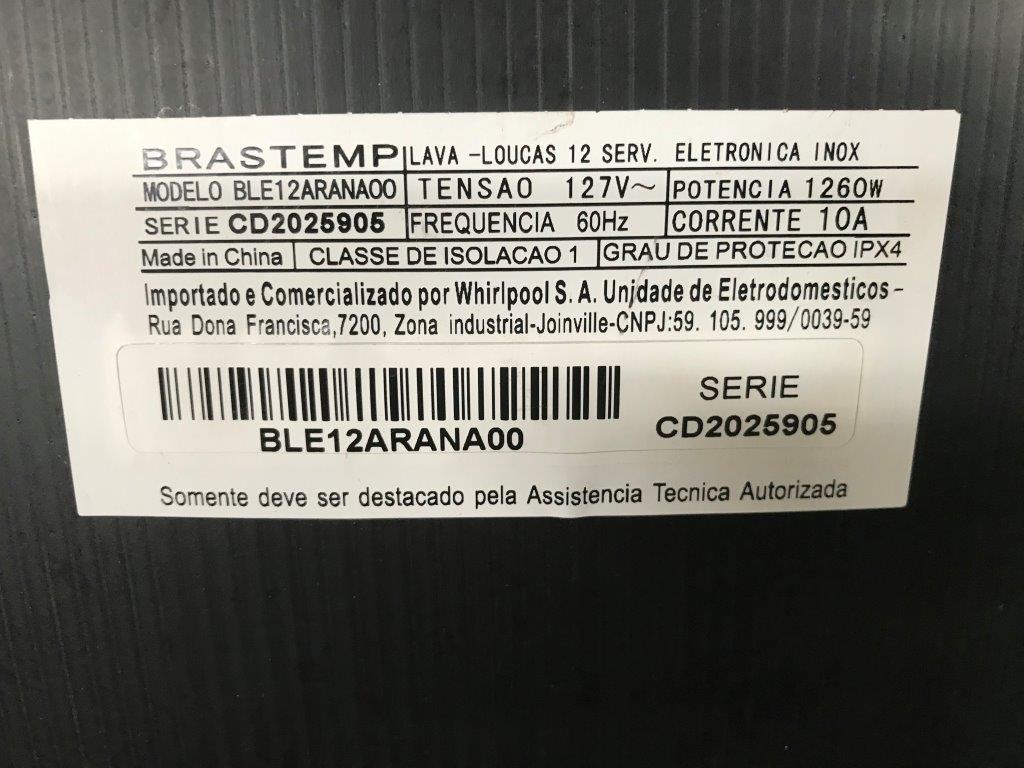 BRASTEMP LAVA -LOUCAS 12 SERV. ELETRONICA INOX
MODELO BLE12ARANA00 TENSAO 127V~ POTENCIA 1260W
SERIE CD2025905 FREQUENCIA 60Hz CORRENTE 10A
Made in China CLASSE DE ISOLACAO 1 GRAU DE PROTECAO IPX4
Importado e Comercializado por Whirlpool S. A. Unjdade de Eletrodomesticos -
Rua Dona Francisca,7200, Zona industrial-Joinville-CNPJ:59. 105. 999/0039-59
SERIE
BLE12ARANA00 CD2025905
Somente deve ser destacado pela Assistencia Tecnica Autorizada